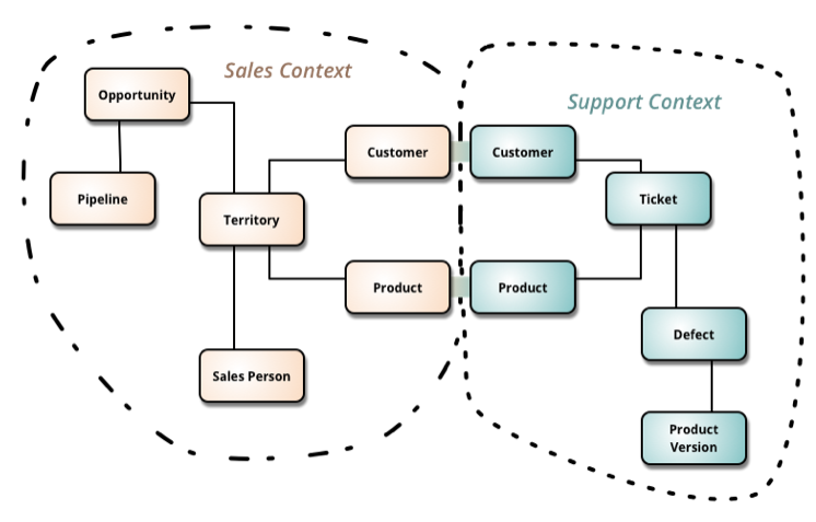 Sales Context
Opportunity
Pipeline
Territory
Customer
Product
Sales Person
Support Context
Customer
Ticket
Product
Defect
Product
Version